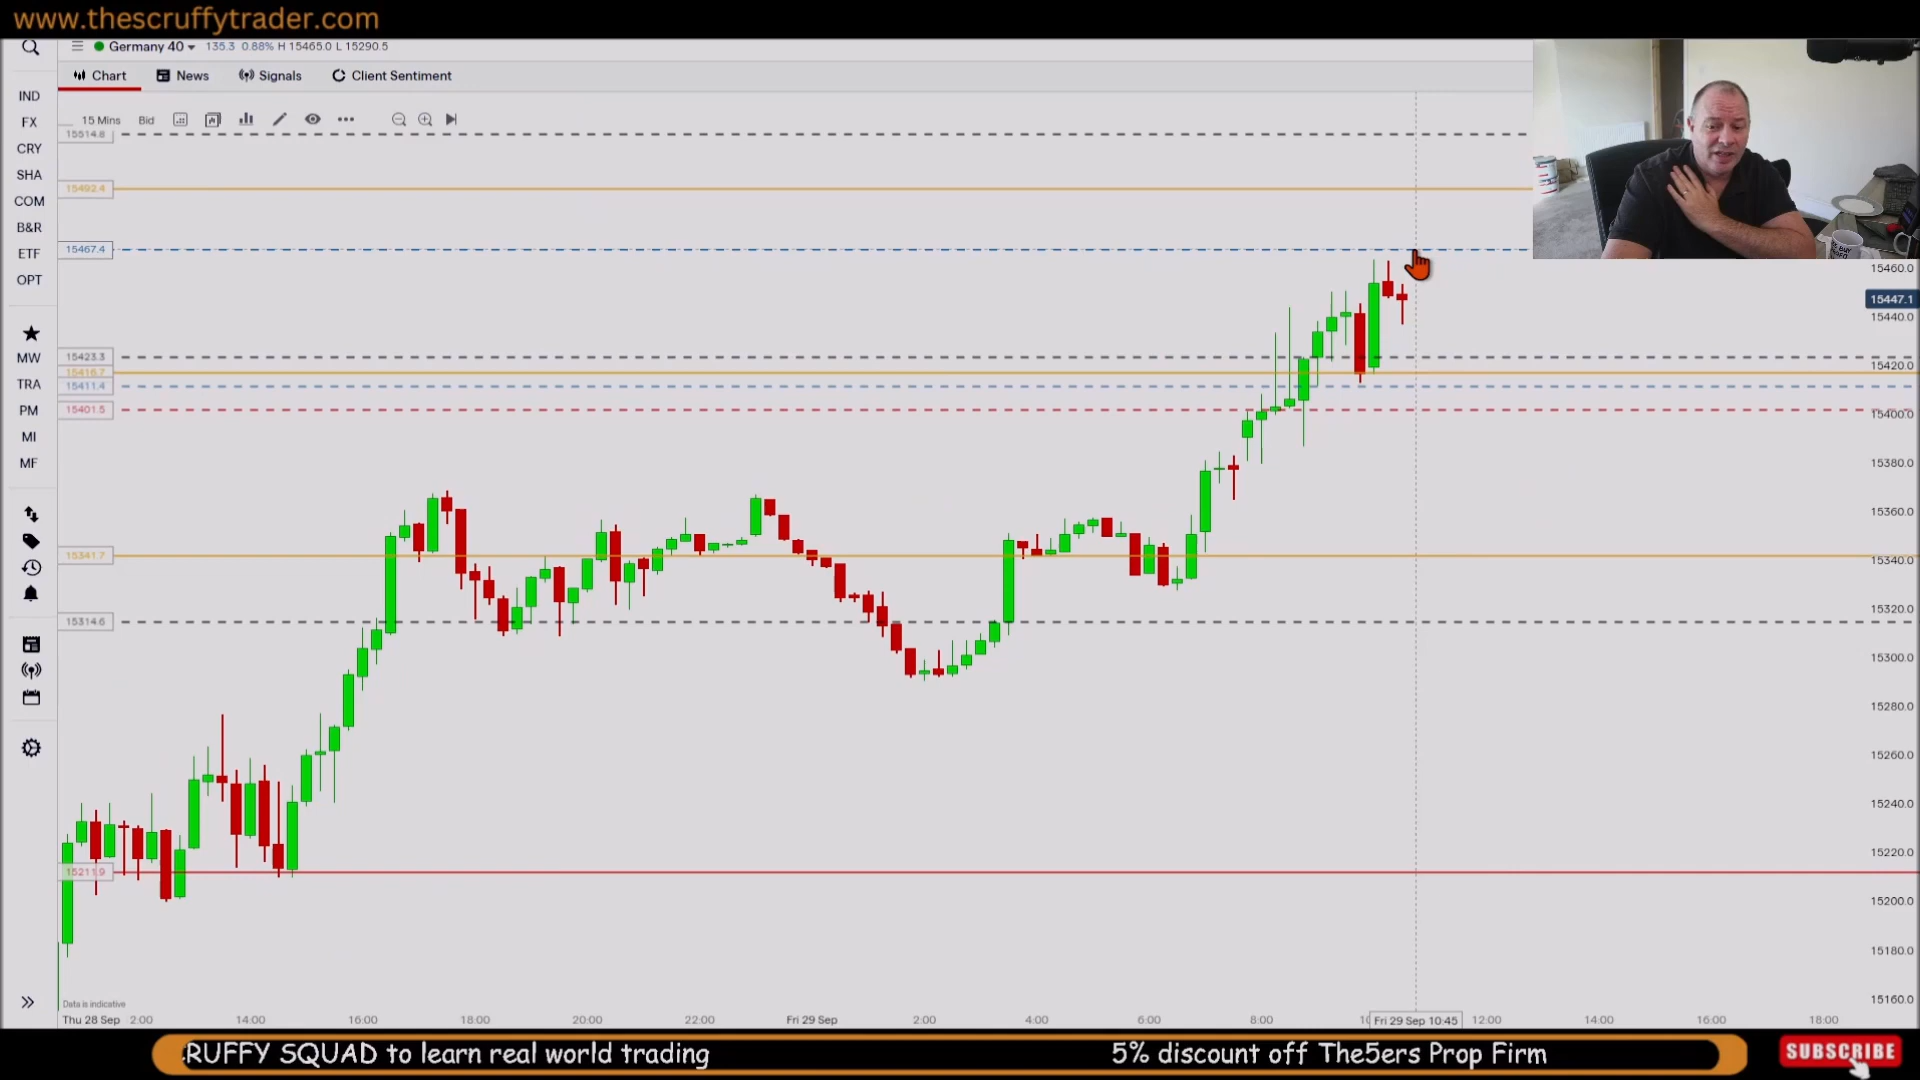 www.thescruffytrader.com
Germany 40 135.3 0.88% H 15465.0 L 15290.5
Chart News Signals Client Sentiment
15 Mins Bid
IND
FX
CRY
SHA
COM
B&R
ETF
OPT
MW
TRA
PM
MI
MF
15514.8
15492.4
15467.4
15423.3
15416.7
15411.4
15401.5
15341.7
15314.6
15211.9
15460.0
15447.1
15440.0
15420.0
15400.0
15380.0
15360.0
15340.0
15320.0
15300.0
15280.0
15260.0
15240.0
15220.0
15200.0
15180.0
15160.0
Data is indicative
Thu 28 Sep 2:00 14:00 16:00 18:00 20:00 22:00 Fri 29 Sep 2:00 4:00 6:00 8:00 Fri 29 Sep 10:45 12:00 14:00 16:00 18:00
RUFFY SQUAD to learn real world trading 5% discount off The5ers Prop Firm
SUBSCRIBE